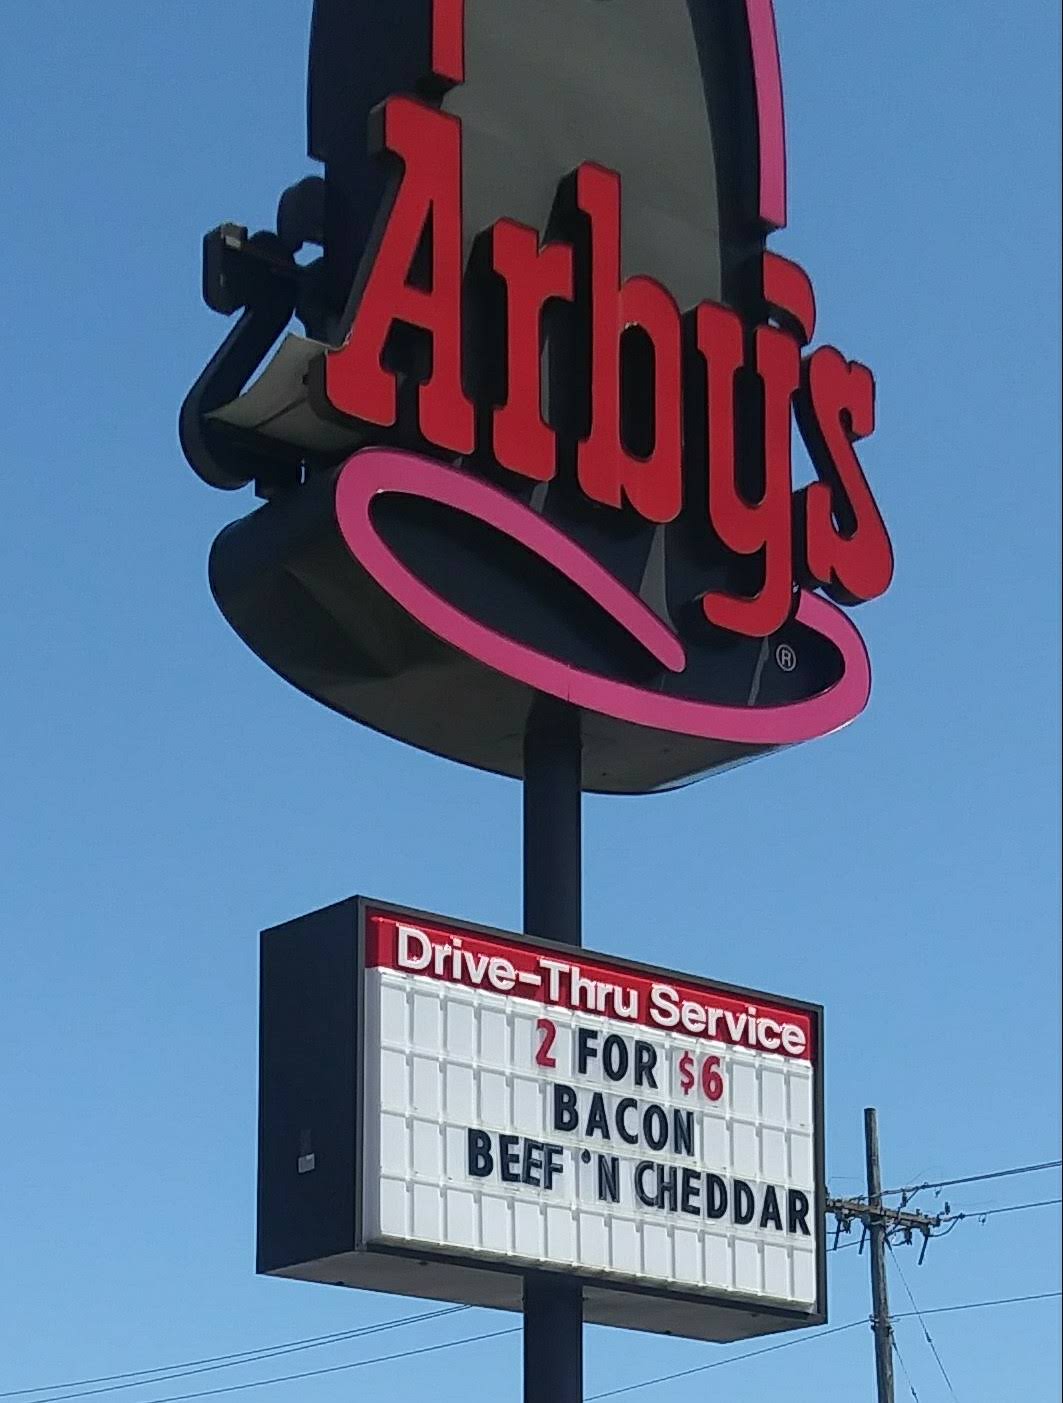 Arby's
®
Drive-Thru Service
2 FOR $6
BACON
BEEF 'N CHEDDAR